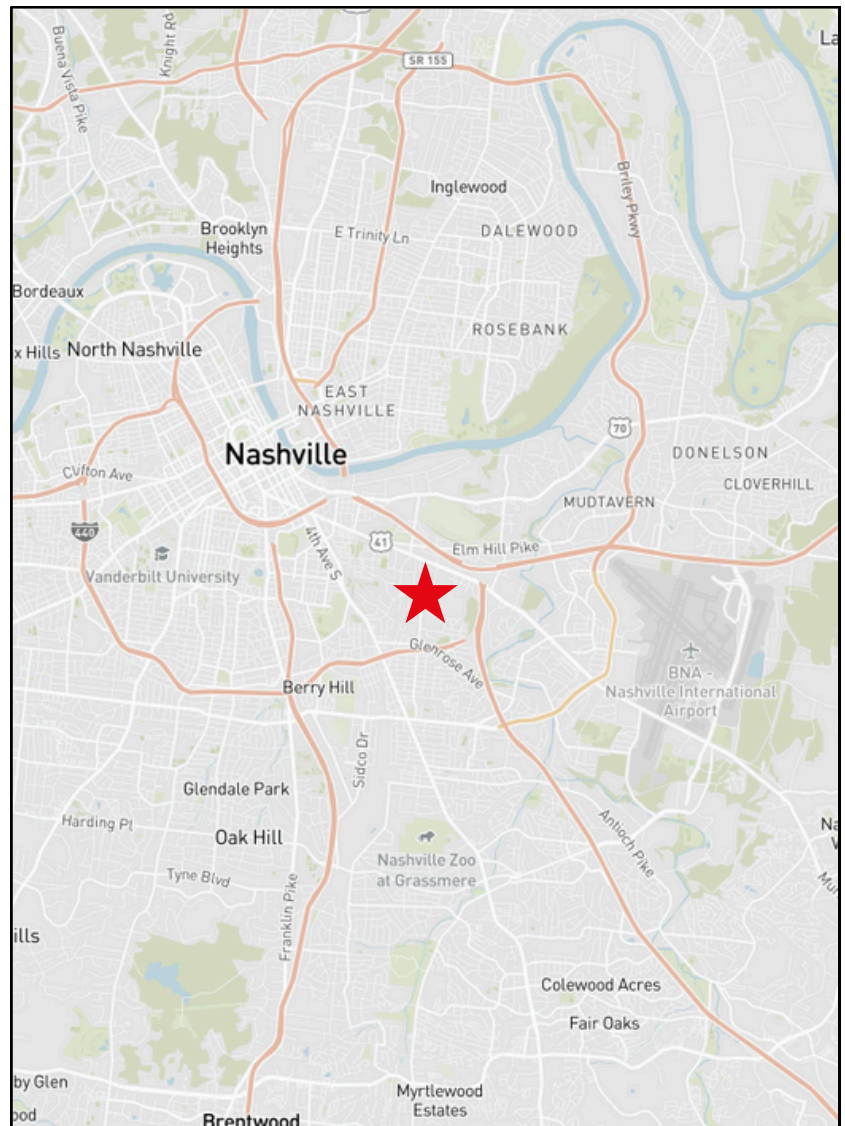 Buena Vista Pike
Knight Rd
La
SR 155
Inglewood
Briley Pkwy
Brooklyn
Heights
E Trinity Ln
DALEWOOD
Bordeaux
ROSEBANK
x Hills
North Nashville
EAST
NASHVILLE
70
Nashville
DONELSON
Clifton Ave
CLOVERHILL
MUDTAVERN
440
4th Ave S
41
Elm Hill Pike
Vanderbilt University
Glenrose Ave
BNA -
Nashville International
Airport
Berry Hill
Sidco Dr
Glendale Park
Harding Pl
Oak Hill
Antioch Pike
Na
Nashville Zoo
at Grassmere
Tyne Blvd
Mur
Franklin Pike
ills
Colewood Acres
Fair Oaks
by Glen
Myrtlewood
Estates
ood
Brentwood